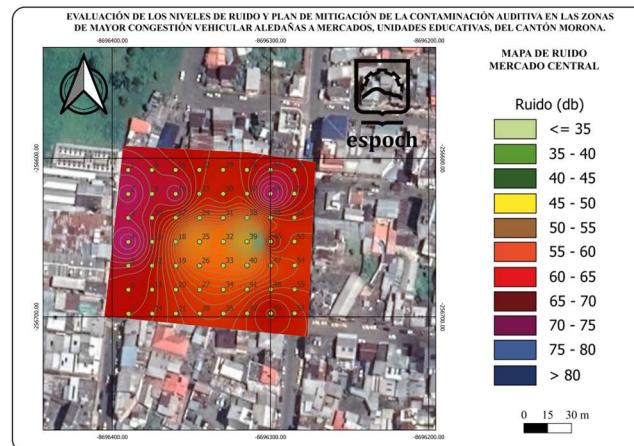 EVALUACIÓN DE LOS NIVELES DE RUIDO Y PLAN DE MITIGACIÓN DE LA CONTAMINACIÓN AUDITIVA EN LAS ZONAS
DE MAYOR CONGESTIÓN VEHICULAR ALEDAÑAS A MERCADOS, UNIDADES EDUCATIVAS, DEL CANTÓN MORONA.
-8696400.00
-8696300.00
-8696200.00
espoch
-256600.00
-256600.00
-256700.00
-256700.00
18
25
32
39
19
26
33
40
20
27
34
41
-8696400.00
-8696300.00
-8696200.00
MAPA DE RUIDO
MERCADO CENTRAL
Ruido (db)
<= 35
35 - 40
40 - 45
45 - 50
50 - 55
55 - 60
60 - 65
65 - 70
70 - 75
75 - 80
> 80
0 15 30 m